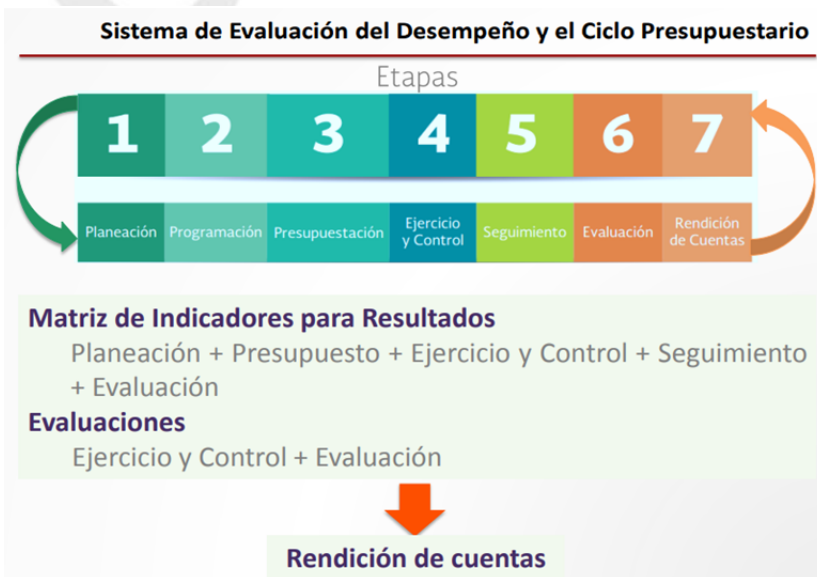 Sistema de Evaluación del Desempeño y el Ciclo Presupuestario
Etapas
1 2 3 4 5 6 7
Planeación Programación Presupuestación Ejercicio y Control Seguimiento Evaluación Rendición de Cuentas
Matriz de Indicadores para Resultados
Planeación + Presupuesto + Ejercicio y Control + Seguimiento
+ Evaluación
Evaluaciones
Ejercicio y Control + Evaluación
Rendición de cuentas